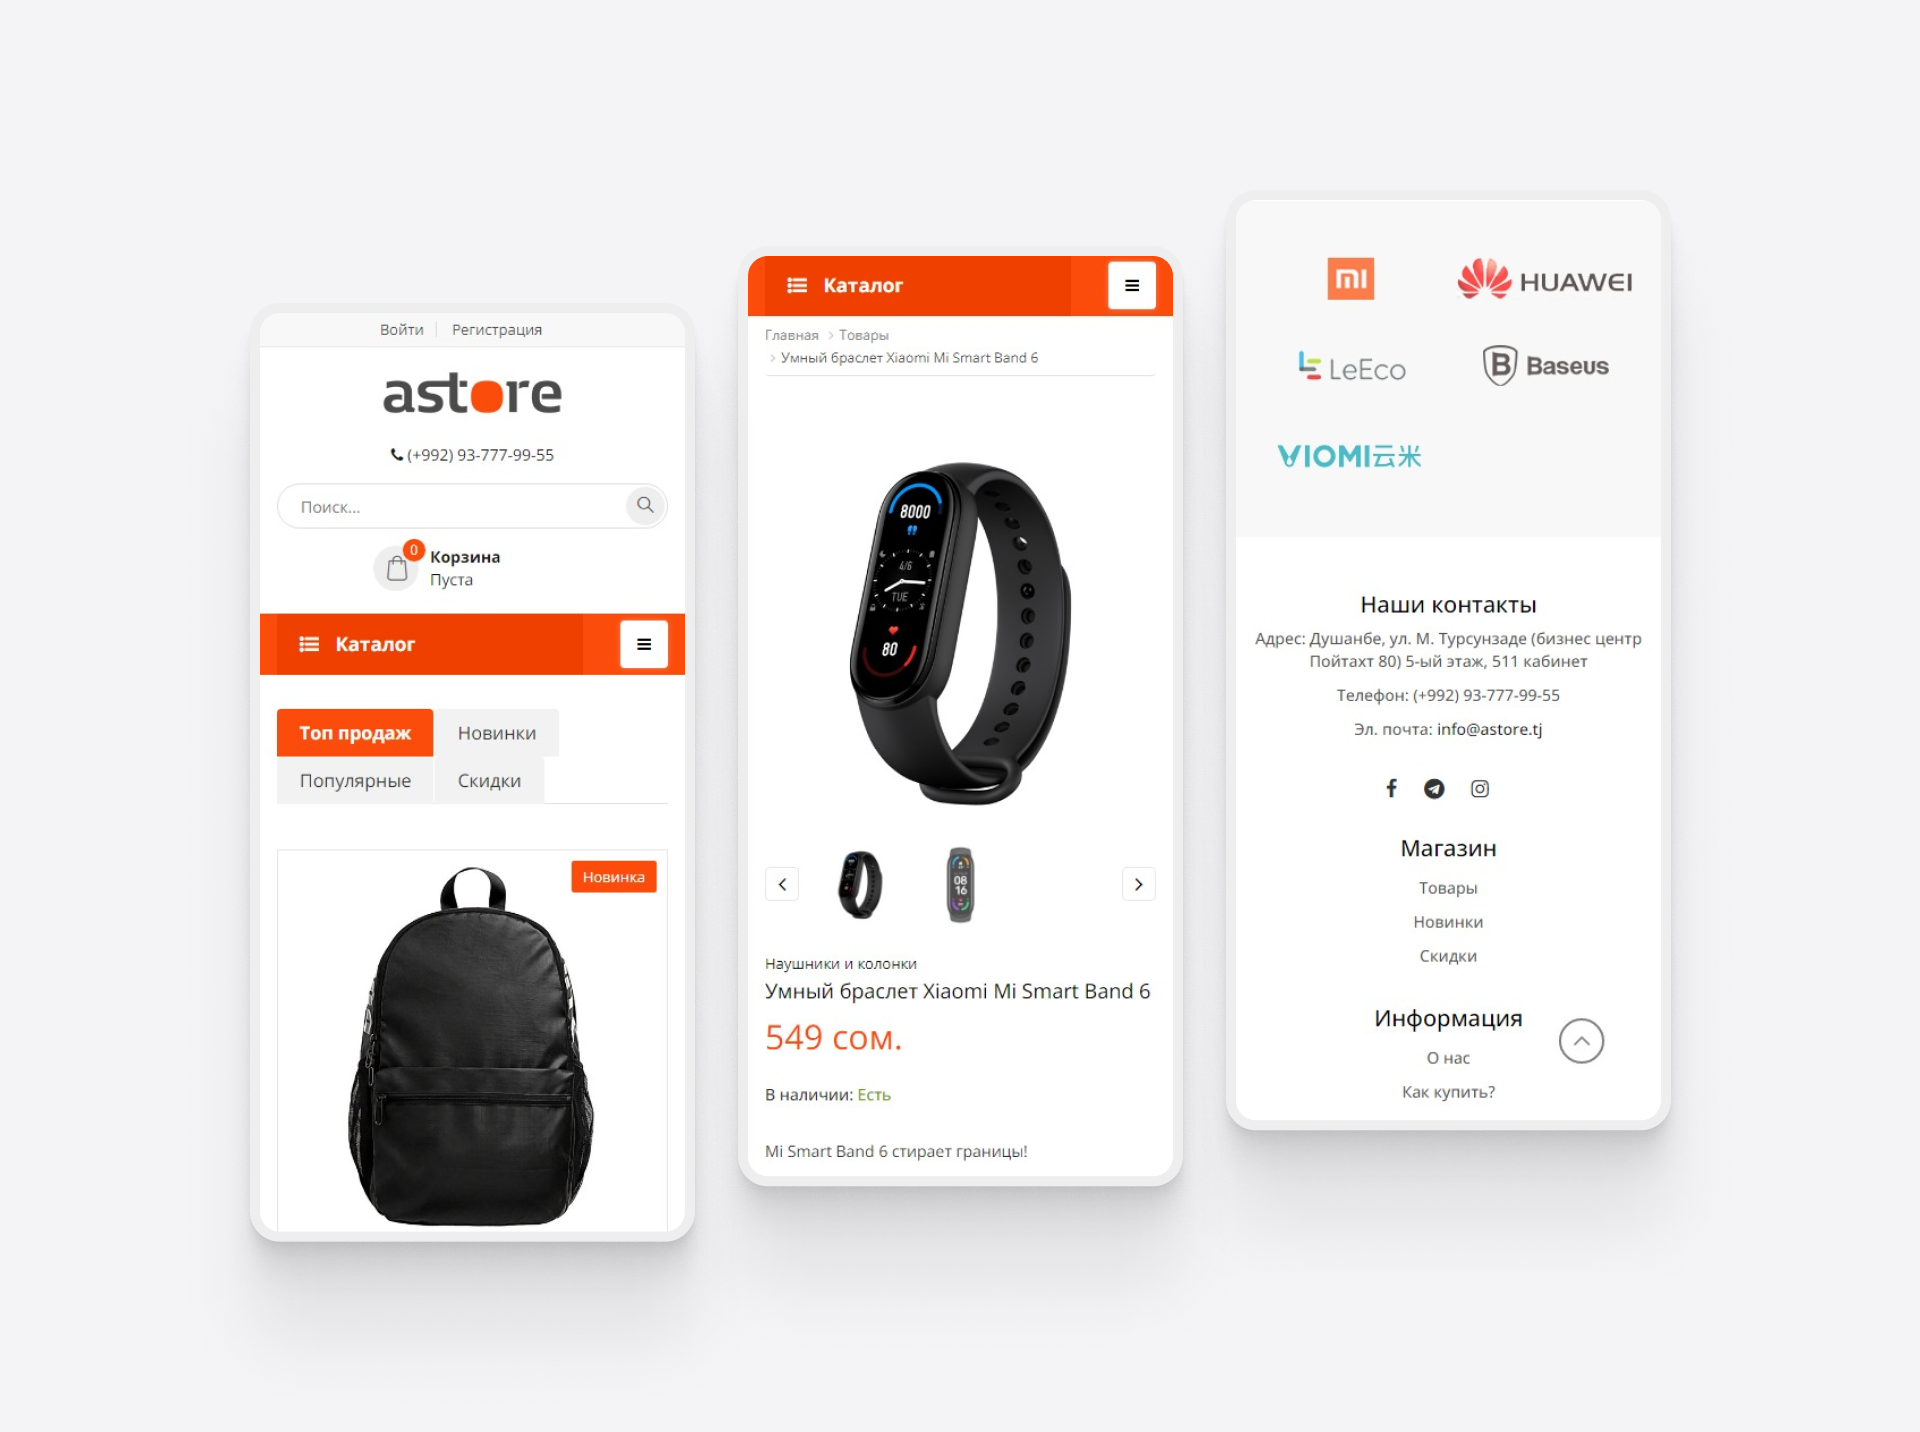 Войти
Регистрация
astore
(+992) 93-777-99-55
Поиск...
0
Корзина
Пуста
Каталог
Топ продаж
Новинки
Популярные
Скидки
Новинка
Каталог
Главная > Товары
> Умный браслет Xiaomi Mi Smart Band 6
8000
4/6
TUE
80
08
16
Наушники и колонки
Умный браслет Xiaomi Mi Smart Band 6
549 сом.
В наличии: Есть
Mi Smart Band 6 стирает границы!
mi
HUAWEI
LeEco
B Baseus
VIOMI云米
Наши контакты
Адрес: Душанбе, ул. М. Турсунзаде (бизнес центр
Пойтахт 80) 5-ый этаж, 511 кабинет
Телефон: (+992) 93-777-99-55
Эл. почта: info@astore.tj
Магазин
Товары
Новинки
Скидки
Информация
О нас
Как купить?